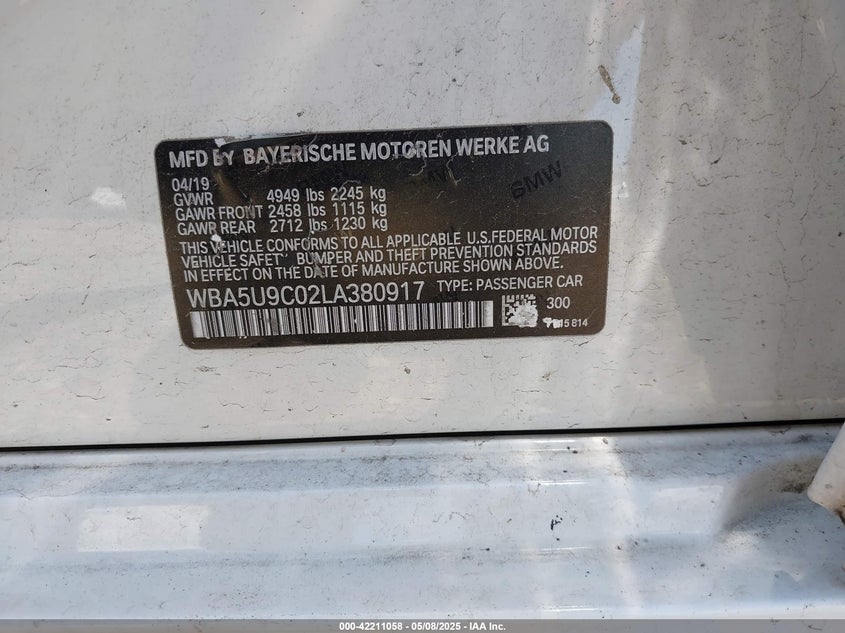 MFD BY BAYERISCHE MOTOREN WERKE AG
04/19
GVWR 4949 lbs 2245 kg
GAWR FRONT 2458 lbs 1115 kg
GAWR REAR 2712 lbs 1230 kg
THIS VEHICLE CONFORMS TO ALL APPLICABLE U.S.FEDERAL MOTOR
VEHICLE SAFETY BUMPER AND THEFT PREVENTION STANDARDS
IN EFFECT ON THE DATE OF MANUFACTURE SHOWN ABOVE.
WBA5U9C02LA380917 TYPE: PASSENGER CAR
300
814
BMW
000-42211058 - 05/08/2025 - IAA Inc.